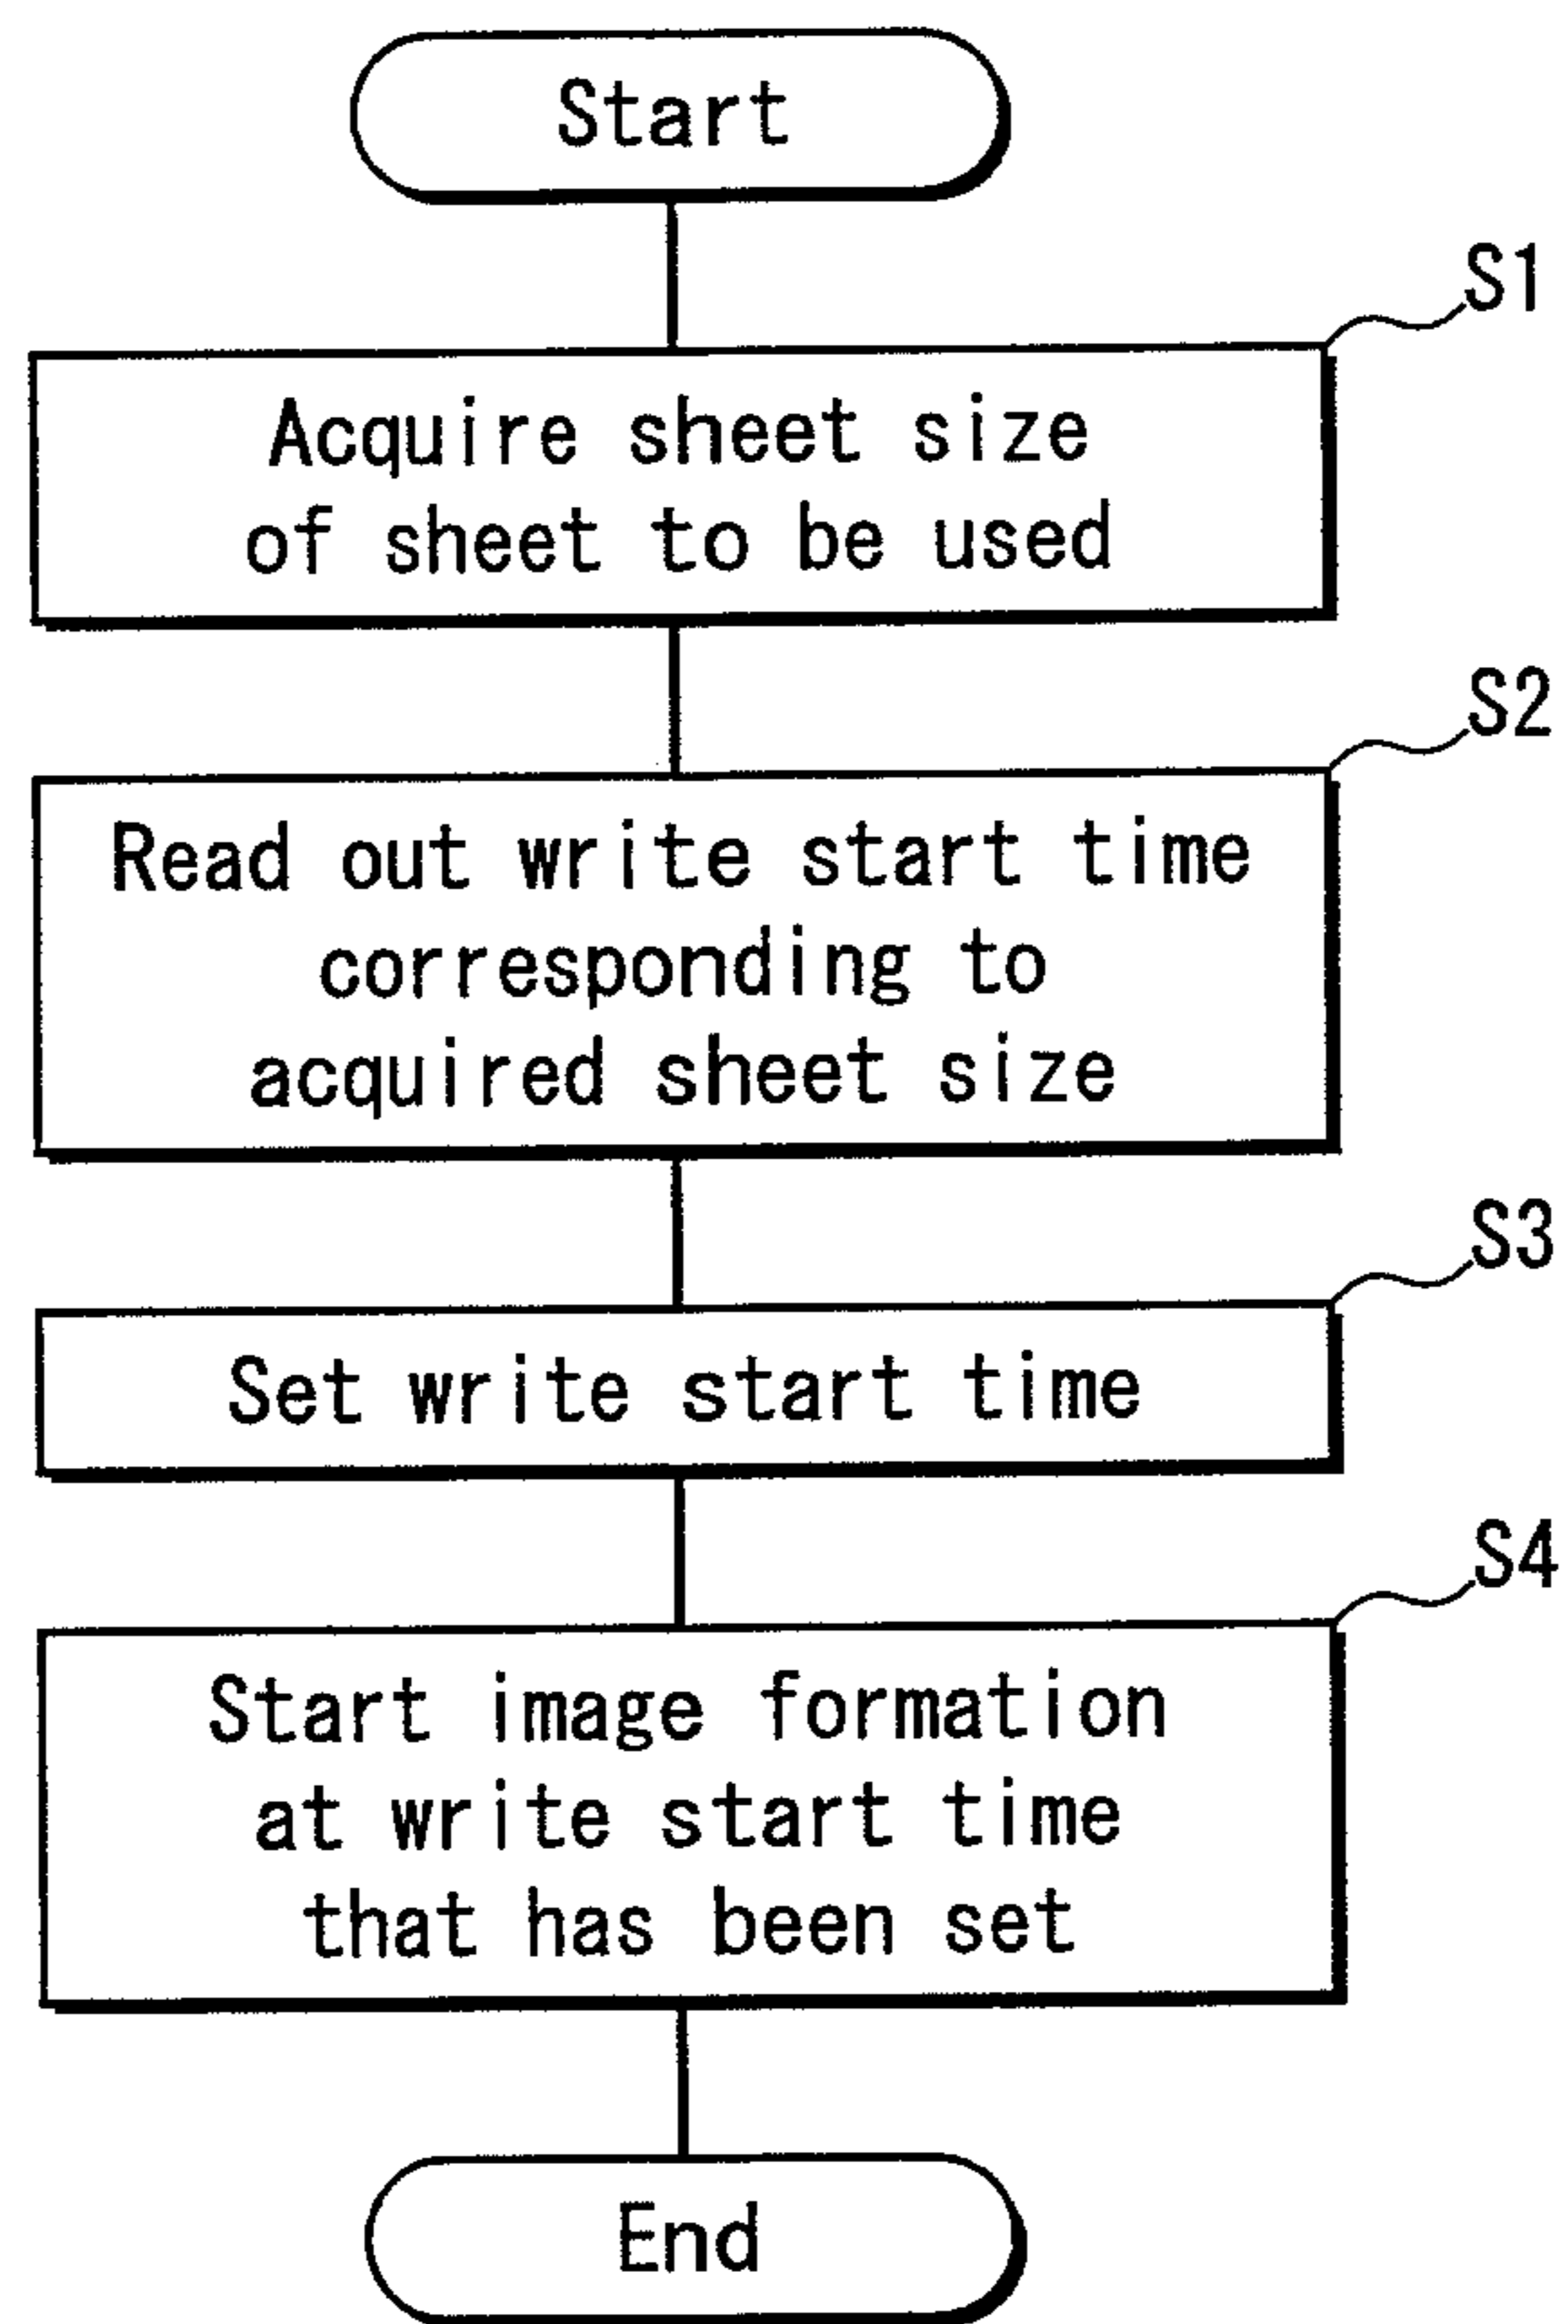 Start
S1
Acquire sheet size
of sheet to be used
S2
Read out write start time
corresponding to
acquired sheet size
S3
Set write start time
S4
Start image formation
at write start time
that has been set
End